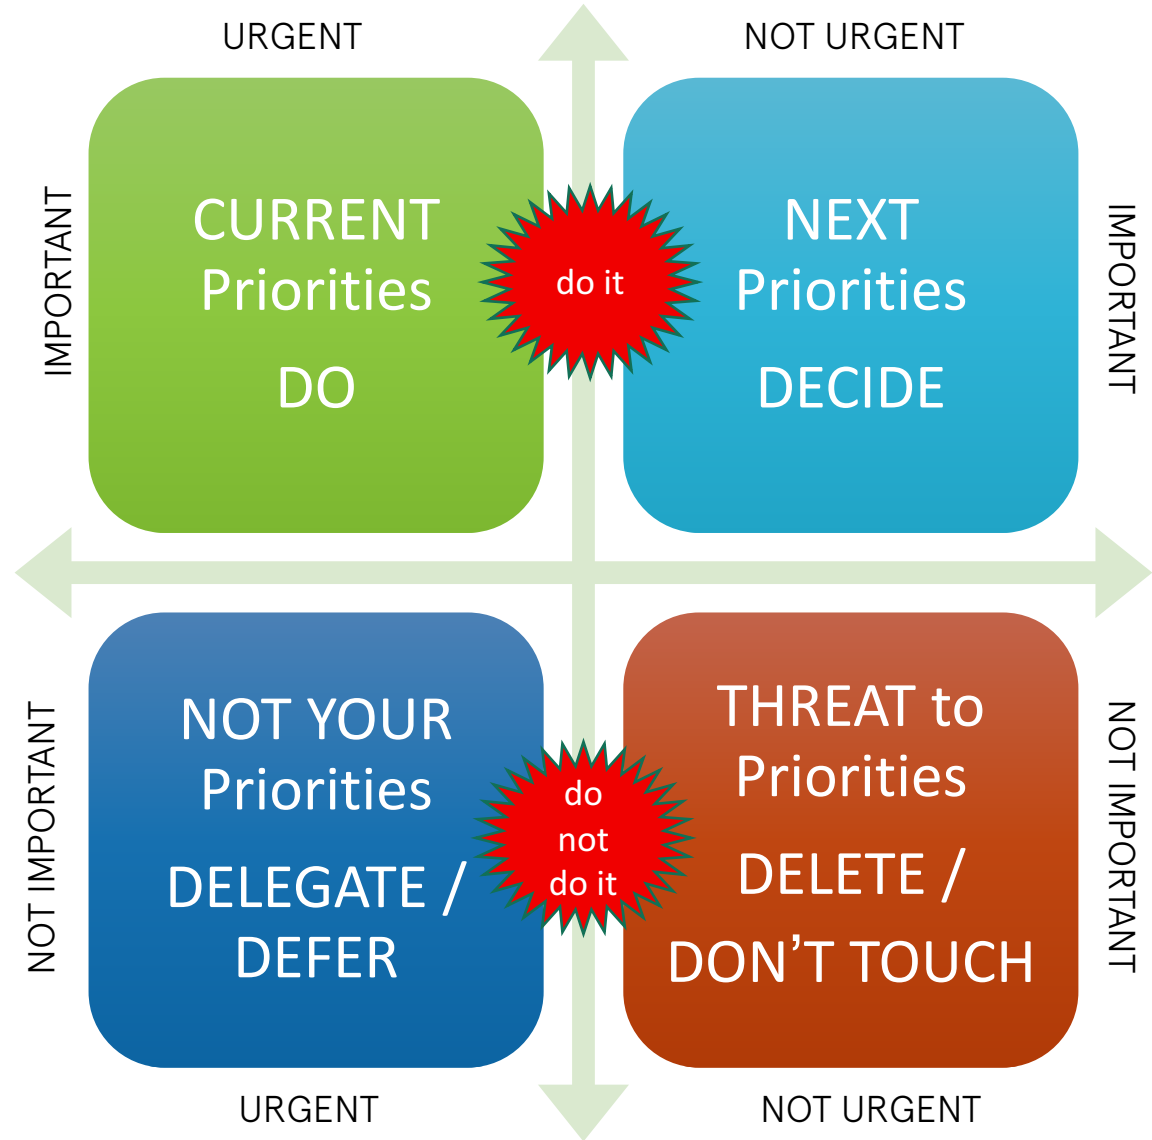 URGENT
NOT URGENT
IMPORTANT
CURRENT
Priorities
DO
do it
NEXT
Priorities
DECIDE
IMPORTANT
NOT IMPORTANT
NOT YOUR
Priorities
DELEGATE /
DEFER
do
not
do it
THREAT to
Priorities
DELETE /
DON’T TOUCH
NOT IMPORTANT
URGENT
NOT URGENT